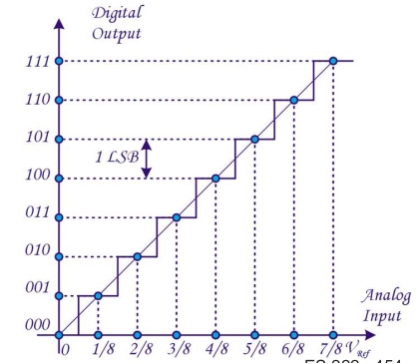 Digital
Output
111
110
101
1 LSB
100
011
010
001
Analog
Input
000
0 1/8 2/8 3/8 4/8 5/8 6/8 7/8 VRef